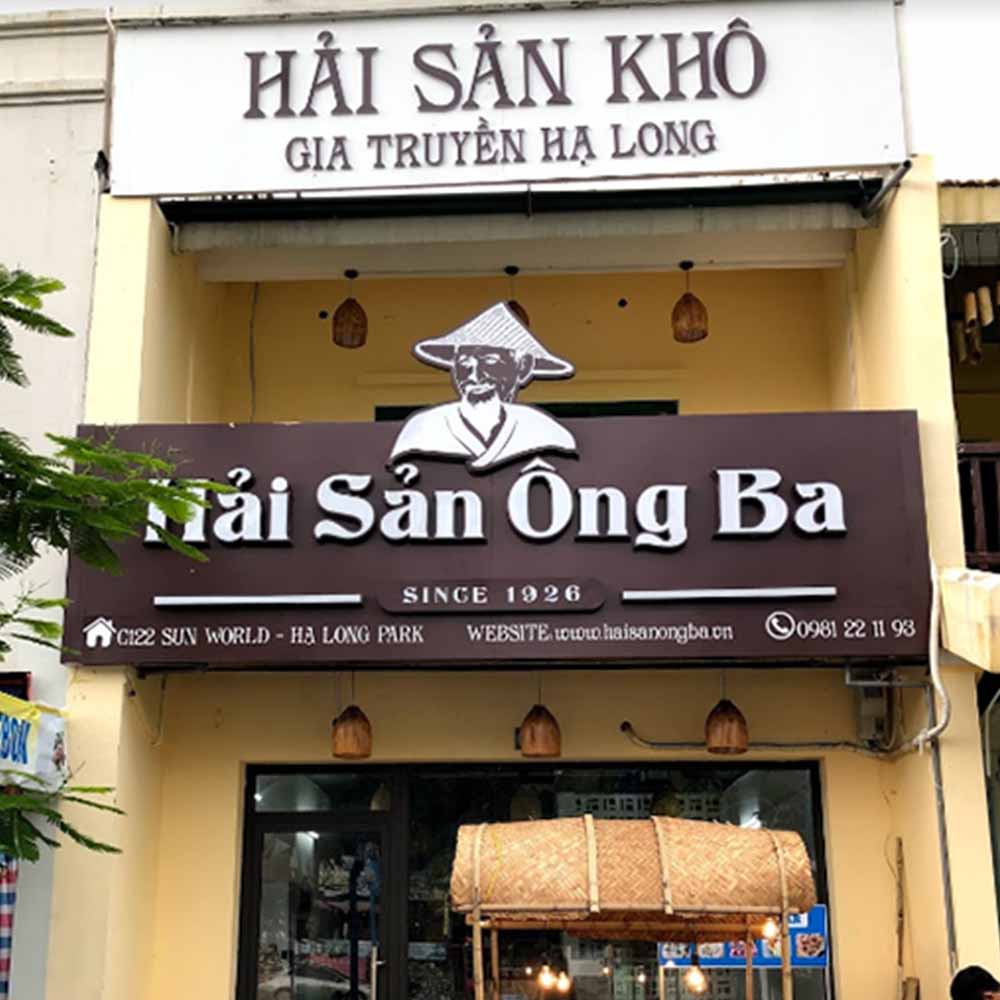 HẢI SẢN KHÔ
GIA TRUYỀN HẠ LONG
Hải Sản Ông Ba
SINCE 1926
C122 SUN WORLD - HẠ LONG PARK WEBSITE: www.haisanongba.vn 0981 22 11 93